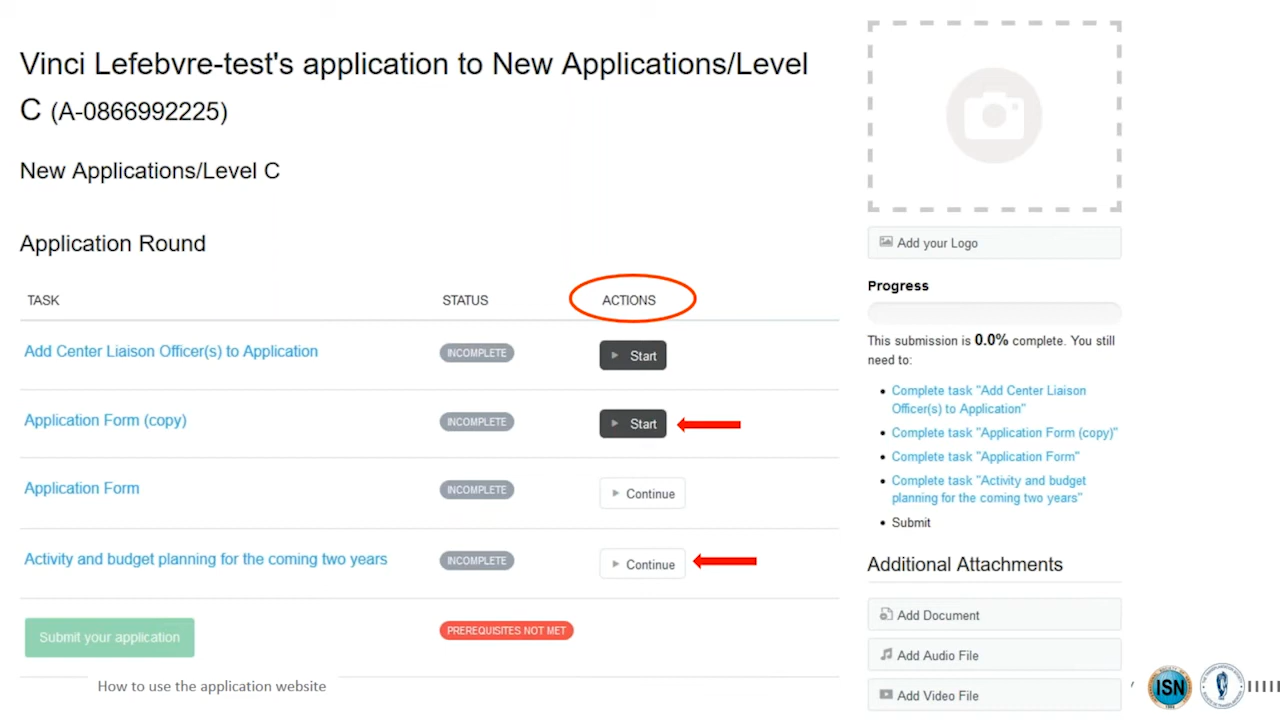 Vinci Lefebvre-test's application to New Applications/Level
C (A-0866992225)
New Applications/Level C
Application Round
TASK STATUS ACTIONS
Add Center Liaison Officer(s) to Application INCOMPLETE Start
Application Form (copy) INCOMPLETE Start
Application Form INCOMPLETE Continue
Activity and budget planning for the coming two years INCOMPLETE Continue
Submit your application PREREQUISITES NOT MET
How to use the application website
Add your Logo
Progress
This submission is 0.0% complete. You still
need to:
Complete task "Add Center Liaison
Officer(s) to Application"
Complete task "Application Form (copy)"
Complete task "Application Form"
Complete task "Activity and budget
planning for the coming two years"
Submit
Additional Attachments
Add Document
Add Audio File
Add Video File
ISN